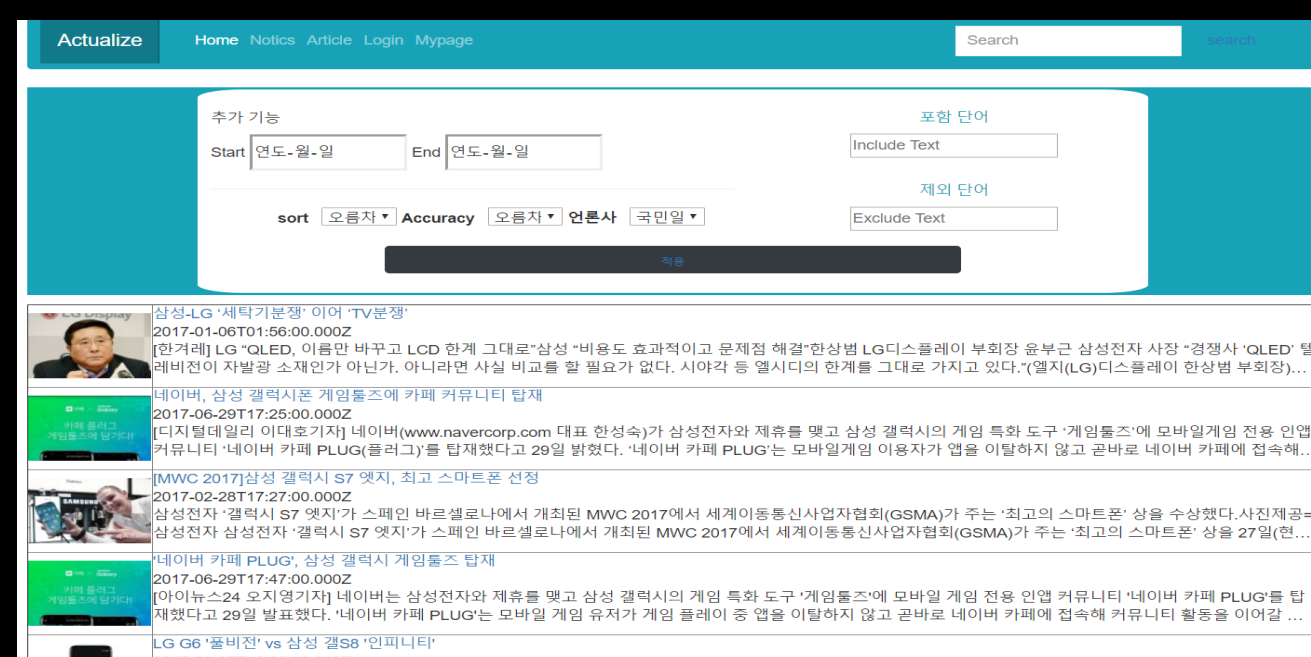 Actualize Home Notics Article Login Mypage Search search
추가 기능
Start 연도-월-일 End 연도-월-일
포함 단어
Include Text
제외 단어
Exclude Text
sort 오름차 Accuracy 오름차 언론사 국민일
적용
LG Display
삼성-LG ‘세탁기분쟁’ 이어 ‘TV분쟁’
2017-01-06T01:56:00.000Z
[한겨레] LG “QLED, 이름만 바꾸고 LCD 한계 그대로”삼성 “비용도 효과적이고 문제점 해결”한상범 LG디스플레이 부회장 윤부근 삼성전자 사장 “경쟁사 ‘QLED’ 텔
레비전이 자발광 소재인가 아닌가. 아니라면 사실 비교를 할 필요가 없다. 시야각 등 엘시디의 한계를 그대로 가지고 있다.”(엘지(LG)디스플레이 한상범 부회장)…
카페 플러그
게임툴즈에 담기다!
네이버, 삼성 갤럭시폰 게임툴즈에 카페 커뮤니티 탑재
2017-06-29T17:25:00.000Z
[디지털데일리 이대호기자] 네이버(www.navercorp.com 대표 한성숙)가 삼성전자와 제휴를 맺고 삼성 갤럭시의 게임 특화 도구 ‘게임툴즈’에 모바일게임 전용 인앱
커뮤니티 ‘네이버 카페 PLUG(플러그)’를 탑재했다고 29일 밝혔다. ‘네이버 카페 PLUG’는 모바일게임 이용자가 앱을 이탈하지 않고 곧바로 네이버 카페에 접속해…
SAMSUNG
[MWC 2017]삼성 갤럭시 S7 엣지, 최고 스마트폰 선정
2017-02-28T17:27:00.000Z
삼성전자 ‘갤럭시 S7 엣지’가 스페인 바르셀로나에서 개최된 MWC 2017에서 세계이동통신사업자협회(GSMA)가 주는 ‘최고의 스마트폰’ 상을 수상했다.사진제공=
삼성전자 삼성전자 ‘갤럭시 S7 엣지’가 스페인 바르셀로나에서 개최된 MWC 2017에서 세계이동통신사업자협회(GSMA)가 주는 ‘최고의 스마트폰’ 상을 27일(현…
카페 플러그
게임툴즈에 담기다!
'네이버 카페 PLUG', 삼성 갤럭시 게임툴즈 탑재
2017-06-29T17:47:00.000Z
[아이뉴스24 오지영기자] 네이버는 삼성전자와 제휴를 맺고 삼성 갤럭시의 게임 특화 도구 '게임툴즈'에 모바일 게임 전용 인앱 커뮤니티 '네이버 카페 PLUG'를 탑
재했다고 29일 발표했다. '네이버 카페 PLUG'는 모바일 게임 유저가 게임 플레이 중 앱을 이탈하지 않고 곧바로 네이버 카페에 접속해 커뮤니티 활동을 이어갈 …
LG G6 '풀비전' vs 삼성 갤S8 '인피니티'